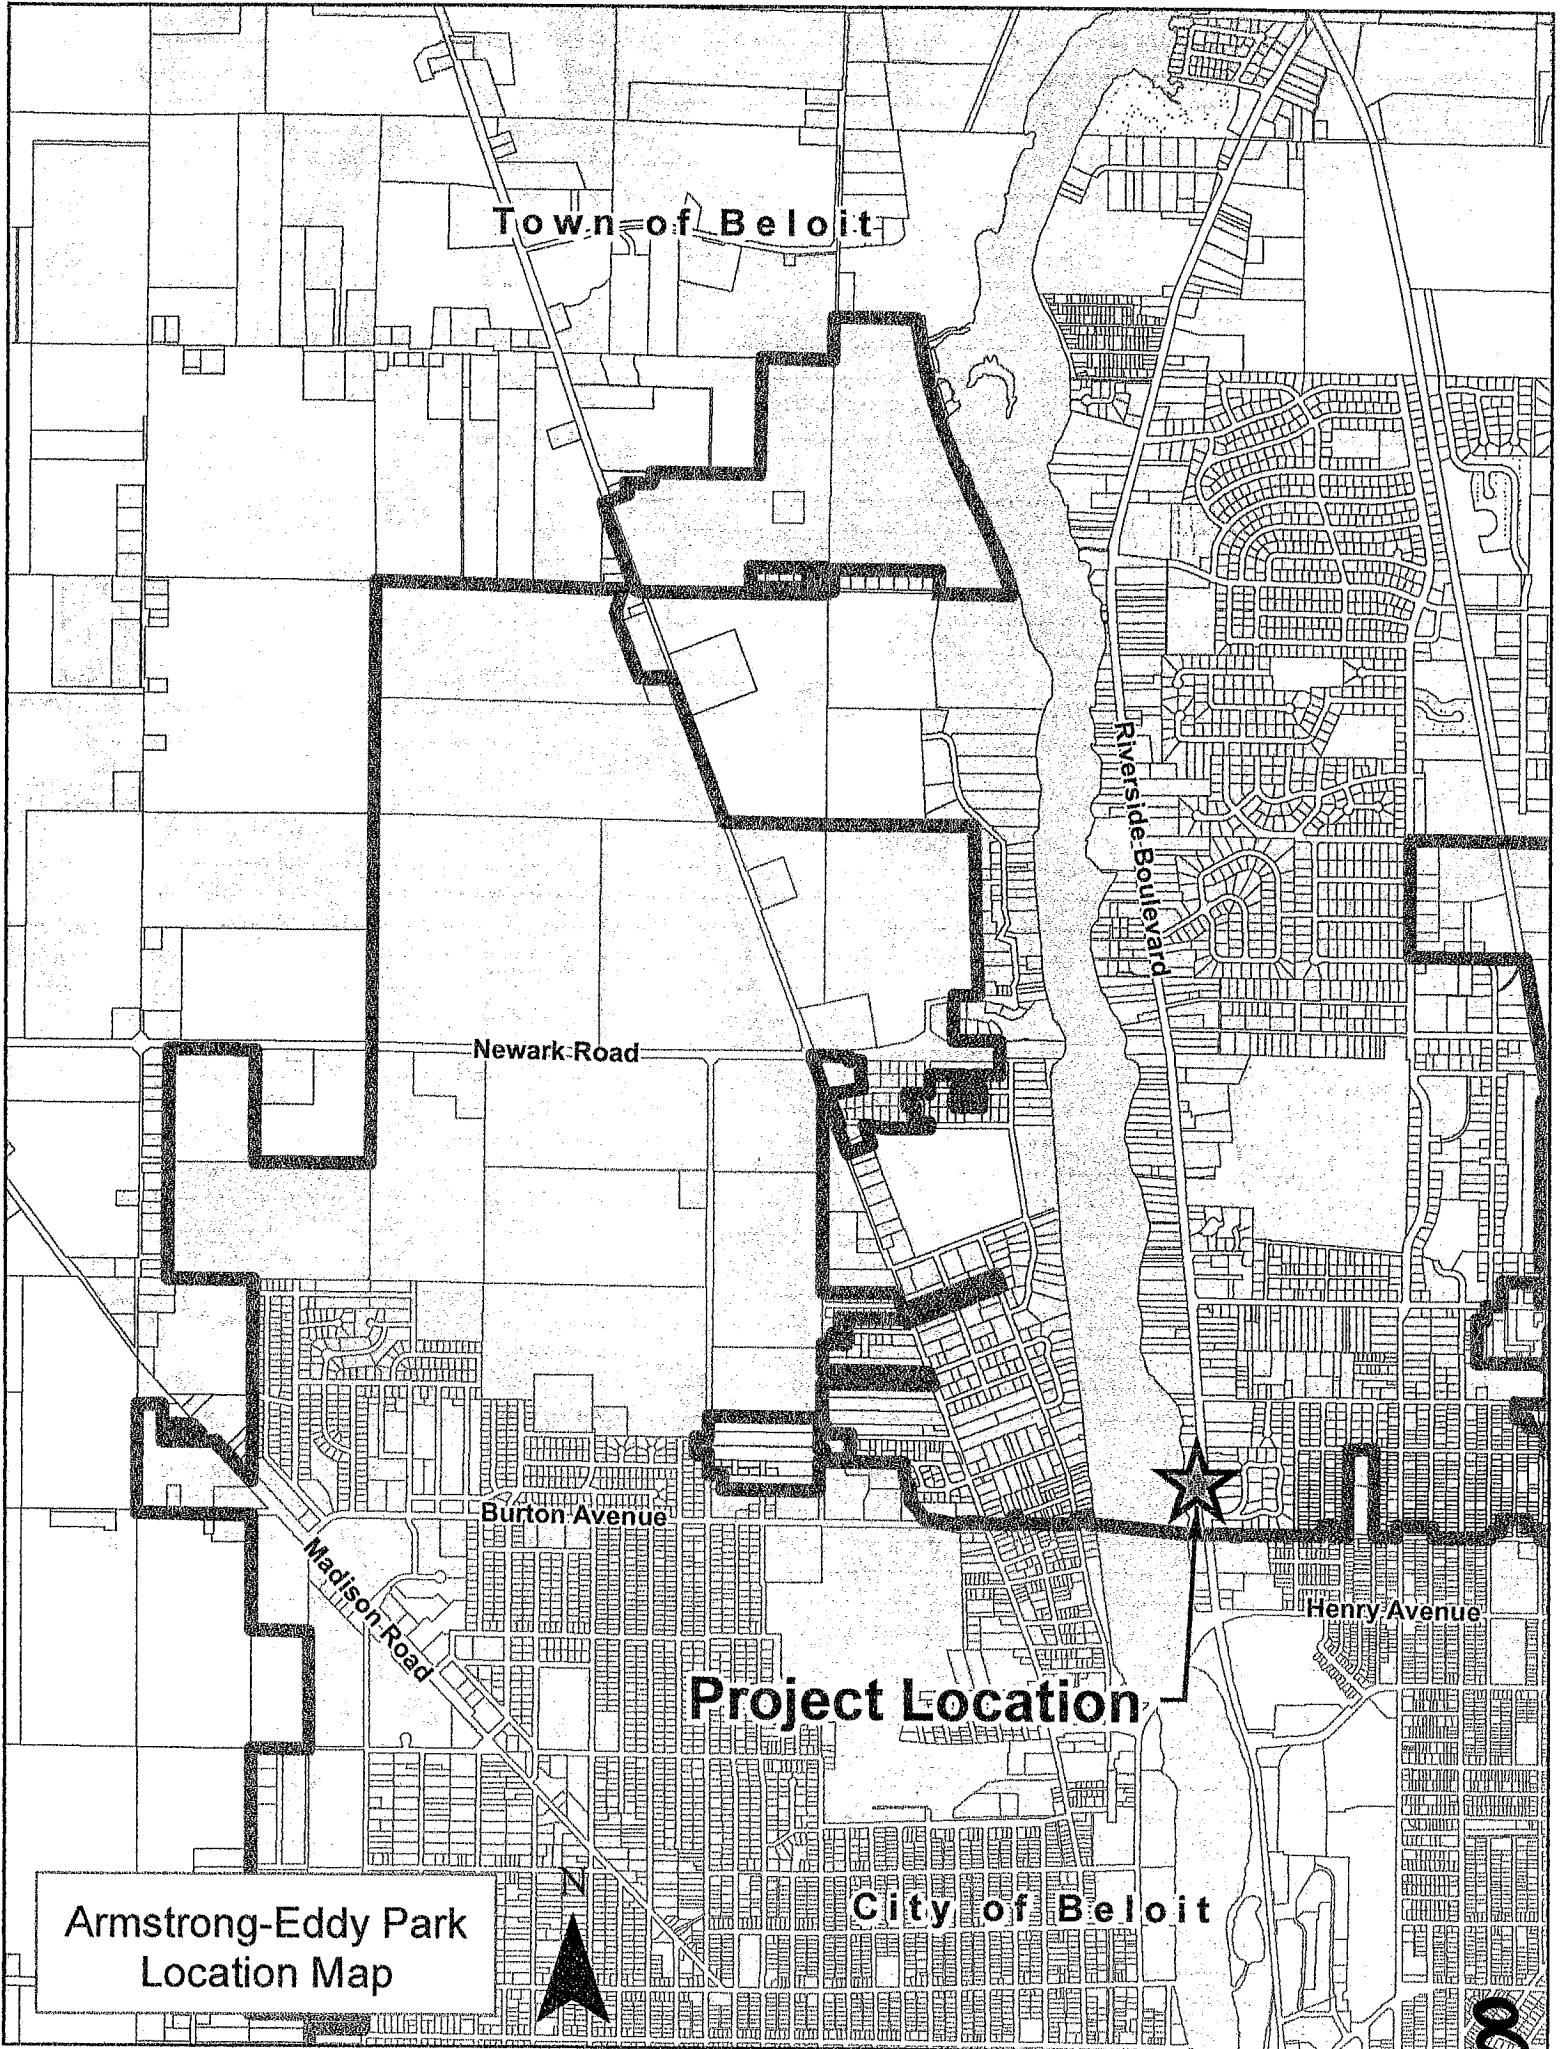 Town of Beloit
Riverside Boulevard
Newark Road
Burton Avenue
Madison Road
Henry Avenue
Project Location
City of Beloit
N
Armstrong-Eddy Park
Location Map